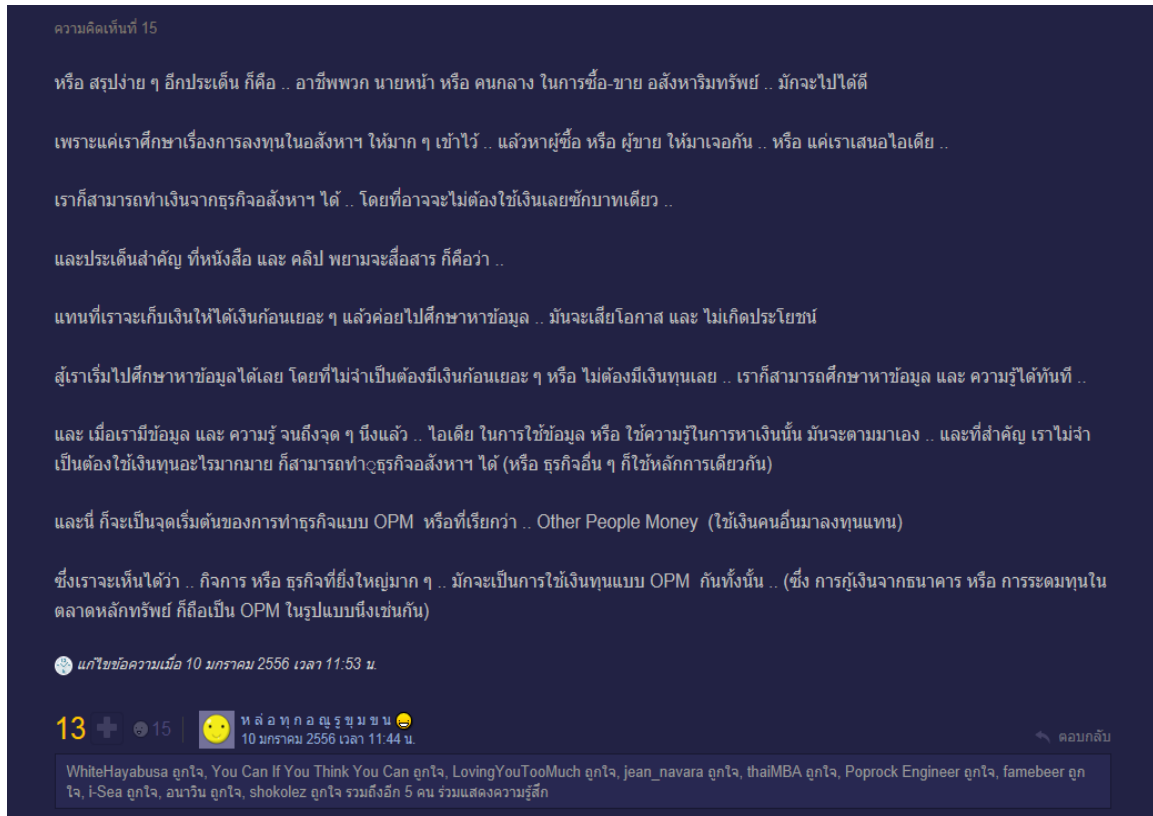 ความคิดเห็นที่ 15
หรือ สรุปง่าย ๆ อีกประเด็น ก็คือ .. อาชีพพวก นายหน้า หรือ คนกลาง ในการซื้อ-ขาย อสังหาริมทรัพย์ .. มักจะไปได้ดี
เพราะแค่เราศึกษาเรื่องการลงทุนในอสังหาฯ ให้มาก ๆ เข้าไว้ .. แล้วหาผู้ซื้อ หรือ ผู้ขาย ให้มาเจอกัน .. หรือ แค่เราเสนอไอเดีย ..
เราก็สามารถทำเงินจากธุรกิจอสังหาฯ ได้ .. โดยที่อาจจะไม่ต้องใช้เงินเลยซักบาทเดียว ..
และประเด็นสำคัญ ที่หนังสือ และ คลิป พยามจะสื่อสาร ก็คือว่า ..
แทนที่เราจะเก็บเงินให้ได้เงินก้อนเยอะ ๆ แล้วค่อยไปศึกษาหาข้อมูล .. มันจะเสียโอกาส และ ไม่เกิดประโยชน์
สู้เราเริ่มไปศึกษาหาข้อมูลได้เลย โดยที่ไม่จำเป็นต้องมีเงินก้อนเยอะ ๆ หรือ ไม่ต้องมีเงินทุนเลย .. เราก็สามารถศึกษาหาข้อมูล และ ความรู้ได้ทันที ..
และ เมื่อเรามีข้อมูล และ ความรู้ จนถึงจุด ๆ นึงแล้ว .. ไอเดีย ในการใช้ข้อมูล หรือ ใช้ความรู้ในการหาเงินนั้น มันจะตามมาเอง .. และที่สำคัญ เราไม่จำ
เป็นต้องใช้เงินทุนอะไรมากมาย ก็สามารถทำูธุรกิจอสังหาฯ ได้ (หรือ ธุรกิจอื่น ๆ ก็ใช้หลักการเดียวกัน)
และนี่ ก็จะเป็นจุดเริ่มต้นของการทำธุรกิจแบบ OPM หรือที่เรียกว่า .. Other People Money (ใช้เงินคนอื่นมาลงทุนแทน)
ซึ่งเราจะเห็นได้ว่า .. กิจการ หรือ ธุรกิจที่ยิ่งใหญ่มาก ๆ .. มักจะเป็นการใช้เงินทุนแบบ OPM กันทั้งนั้น .. (ซึ่ง การกู้เงินจากธนาคาร หรือ การระดมทุนใน
ตลาดหลักทรัพย์ ก็ถือเป็น OPM ในรูปแบบนึงเช่นกัน)
แก้ไขข้อความเมื่อ 10 มกราคม 2556 เวลา 11:53 น.
13 15 ห ล่ อ ทุ ก อ ณู รู ขุ ม ข น
10 มกราคม 2556 เวลา 11:44 น. ตอบกลับ
WhiteHayabusa ถูกใจ, You Can If You Think You Can ถูกใจ, LovingYouTooMuch ถูกใจ, jean_navara ถูกใจ, thaiMBA ถูกใจ, Poprock Engineer ถูกใจ, famebeer ถูก
ใจ, i-Sea ถูกใจ, อนาวิน ถูกใจ, shokolez ถูกใจ รวมถึงอีก 5 คน ร่วมแสดงความรู้สึก